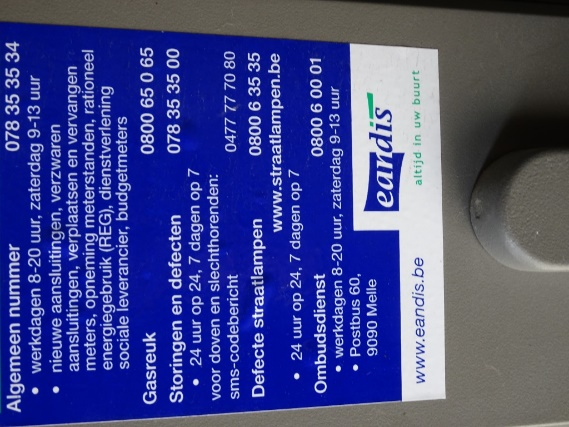 Algemeen nummer 078 35 35 34
• werkdagen 8-20 uur, zaterdag 9-13 uur
• nieuwe aansluitingen, verzwaren
aansluitingen, verplaatsen en vervangen
meters, opneming meterstanden, rationeel
energiegebruik (REG), dienstverlening
sociale leverancier, budgetmeters
Gasreuk 0800 65 0 65
Storingen en defecten 078 35 35 00
• 24 uur op 24, 7 dagen op 7
voor doven en slechthorenden:
sms-codebericht 0477 77 70 80
Defecte straatlampen 0800 6 35 35
www.straatlampen.be
• 24 uur op 24, 7 dagen op 7
Ombudsdienst 0800 6 00 01
• werkdagen 8-20 uur, zaterdag 9-13 uur
• Postbus 60,
9090 Melle
eandis
altijd in uw buurt
www.eandis.be